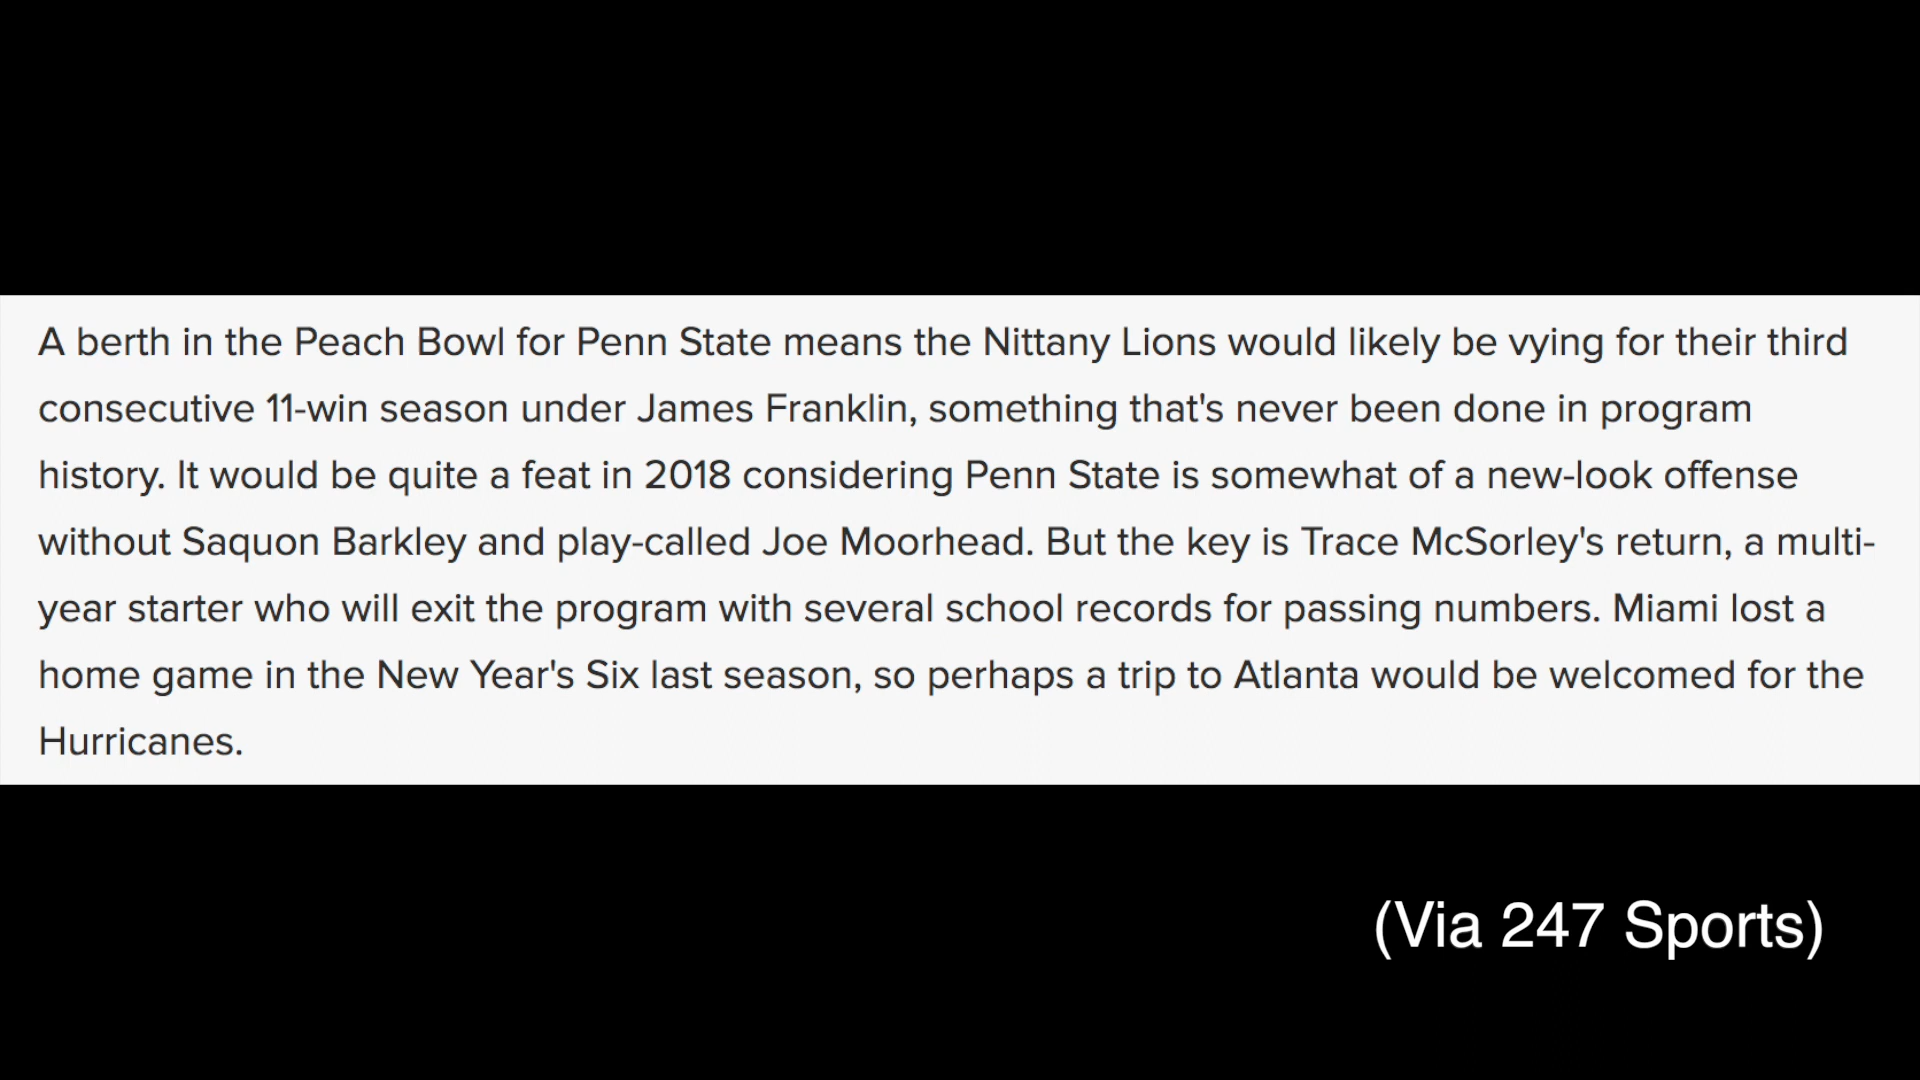 A berth in the Peach Bowl for Penn State means the Nittany Lions would likely be vying for their third
consecutive 11-win season under James Franklin, something that's never been done in program
history. It would be quite a feat in 2018 considering Penn State is somewhat of a new-look offense
without Saquon Barkley and play-called Joe Moorhead. But the key is Trace McSorley's return, a multi-
year starter who will exit the program with several school records for passing numbers. Miami lost a
home game in the New Year's Six last season, so perhaps a trip to Atlanta would be welcomed for the
Hurricanes.
(Via 247 Sports)